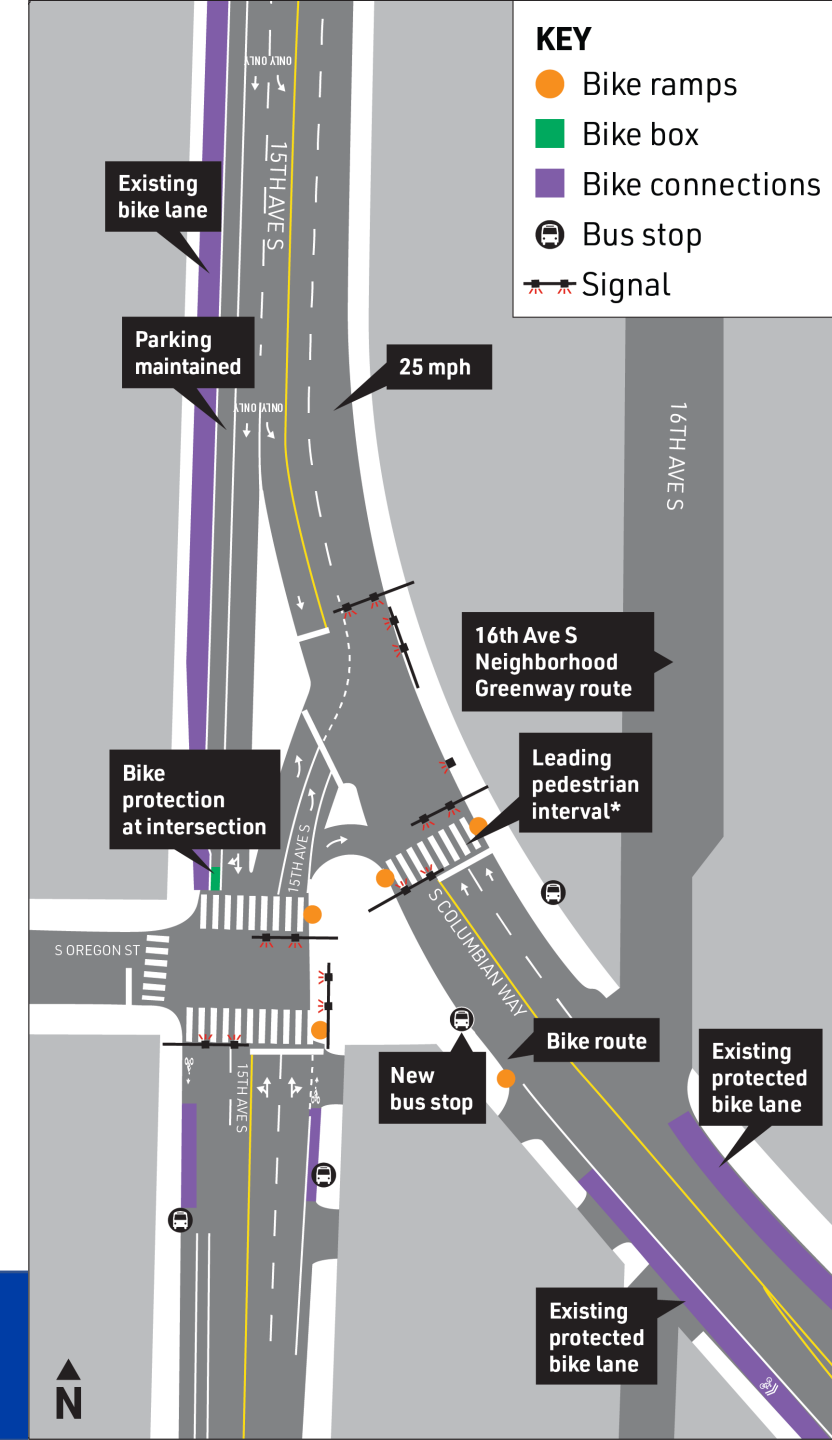 KEY
Bike ramps
Bike box
Bike connections
Bus stop
Signal
ONLY ONLY
15TH AVE S
Existing
bike lane
Parking
maintained
25 mph
ONLY ONLY
16TH AVE S
16th Ave S
Neighborhood
Greenway route
Leading
pedestrian
interval*
Bike
protection
at intersection
15TH AVE S
S OREGON ST
S COLUMBIAN WAY
Bike route
New
bus stop
Existing
protected
bike lane
15TH AVE S
Existing
protected
bike lane
N